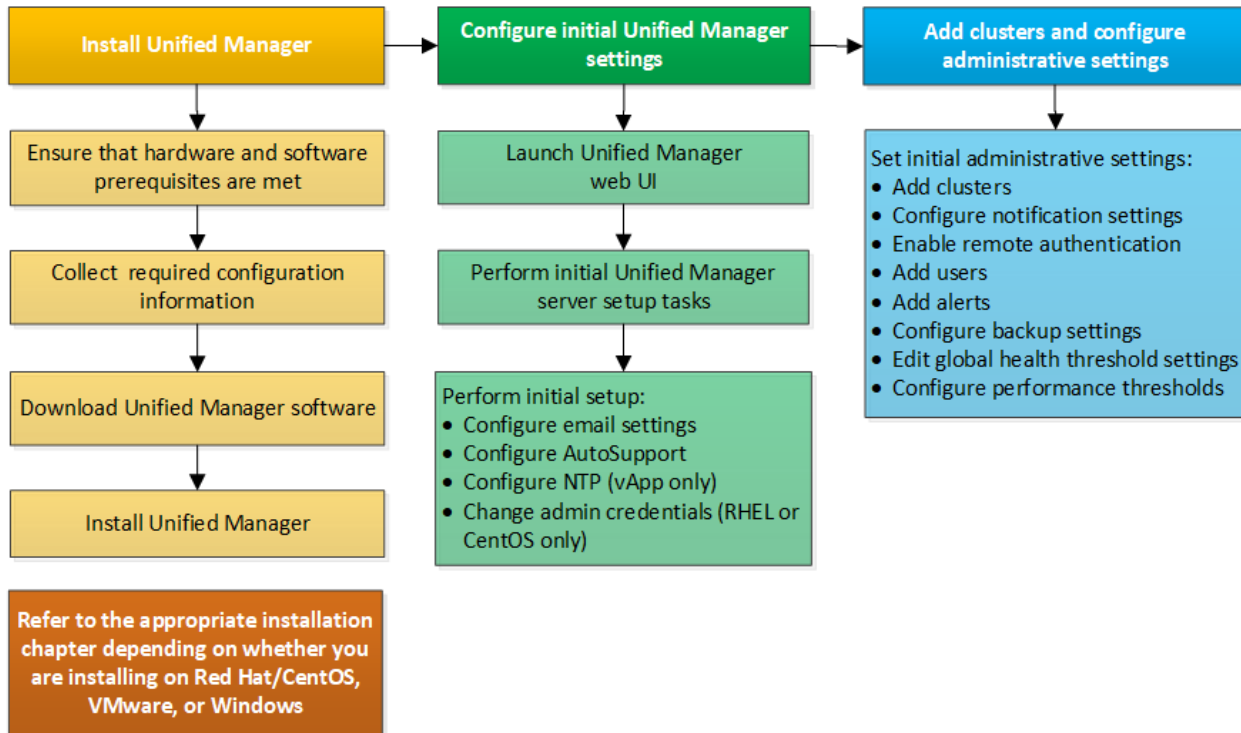 Install Unified Manager
Configure initial Unified Manager
settings
Add clusters and configure
administrative settings
Ensure that hardware and software
prerequisites are met
Collect required configuration
information
Download Unified Manager software
Install Unified Manager
Refer to the appropriate installation
chapter depending on whether you
are installing on Red Hat/CentOS,
VMware, or Windows
Launch Unified Manager
web UI
Perform initial Unified Manager
server setup tasks
Perform initial setup:
• Configure email settings
• Configure AutoSupport
• Configure NTP (vApp only)
• Change admin credentials (RHEL or
CentOS only)
Set initial administrative settings:
• Add clusters
• Configure notification settings
• Enable remote authentication
• Add users
• Add alerts
• Configure backup settings
• Edit global health threshold settings
• Configure performance thresholds